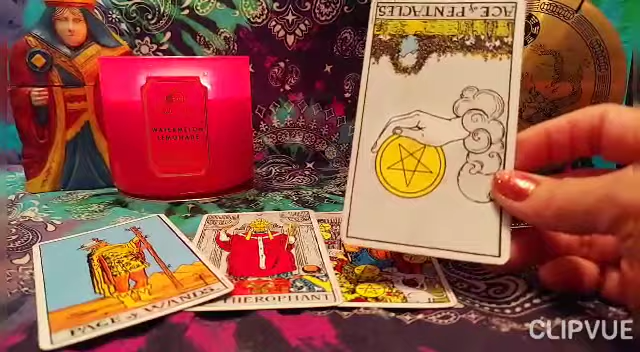 ACE of PENTACLES
WATERMELON
LEMONADE
PAGE of WANDS
HIEROPHANT
CLIPVUE